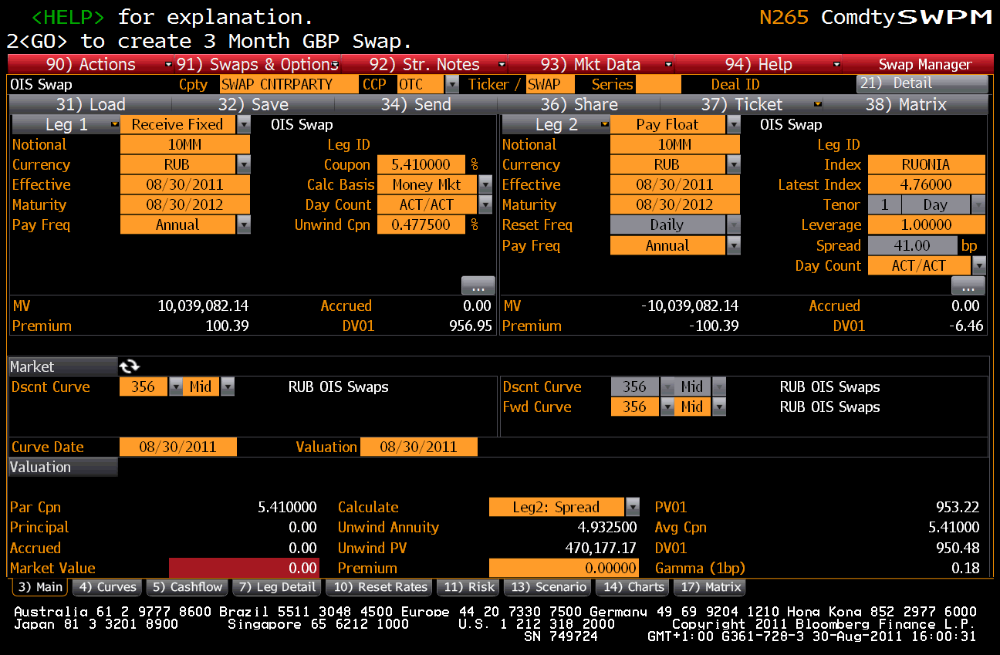 <HELP> for explanation. N265 Comdty SWPM
2<GO> to create 3 Month GBP Swap.
90) Actions 91) Swaps & Options 92) Str. Notes 93) Mkt Data 94) Help Swap Manager
OIS Swap Cpty SWAP CNTRPARTY CCP OTC Ticker / SWAP Series Deal ID 21) Detail
31) Load 32) Save 34) Send 36) Share 37) Ticket 38) Matrix
Leg 1 Receive Fixed OIS Swap Leg 2 Pay Float OIS Swap
Notional 10MM Leg ID Notional 10MM Leg ID
Currency RUB Coupon 5.410000 % Currency RUB Index RUONIA
Effective 08/30/2011 Calc Basis Money Mkt Effective 08/30/2011 Latest Index 4.76000
Maturity 08/30/2012 Day Count ACT/ACT Maturity 08/30/2012 Tenor 1 Day
Pay Freq Annual Unwind Cpn 0.477500 % Reset Freq Daily Leverage 1.00000
Pay Freq Annual Spread 41.00 bp
Day Count ACT/ACT
... ...
MV 10,039,082.14 Accrued 0.00 MV -10,039,082.14 Accrued 0.00
Premium 100.39 DV01 956.95 Premium -100.39 DV01 -6.46
Market
Dscnt Curve 356 Mid RUB OIS Swaps Dscnt Curve 356 Mid RUB OIS Swaps
Fwd Curve 356 Mid RUB OIS Swaps
Curve Date 08/30/2011 Valuation 08/30/2011
Valuation
Par Cpn 5.410000 Calculate Leg2: Spread PV01 953.22
Principal 0.00 Unwind Annuity 4.932500 Avg Cpn 5.41000
Accrued 0.00 Unwind PV 470,177.17 DV01 950.48
Market Value 0.00 Premium 0.00000 Gamma (1bp) 0.18
3) Main 4) Curves 5) Cashflow 7) Leg Detail 10) Reset Rates 11) Risk 13) Scenario 14) Charts 17) Matrix
Australia 61 2 9777 8600 Brazil 5511 3048 4500 Europe 44 20 7330 7500 Germany 49 69 9204 1210 Hong Kong 852 2977 6000
Japan 81 3 3201 8900 Singapore 65 6212 1000 U.S. 1 212 318 2000 Copyright 2011 Bloomberg Finance L.P.
SN 749724 GMT+1:00 G361-728-3 30-Aug-2011 16:00:31